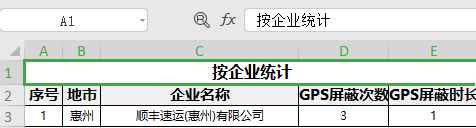 A1 fx 按企业统计
A B C D E
1 按企业统计
2 序号 地市 企业名称 GPS屏蔽次数 GPS屏蔽时长
3 1 惠州 顺丰速运(惠州)有限公司 3 1